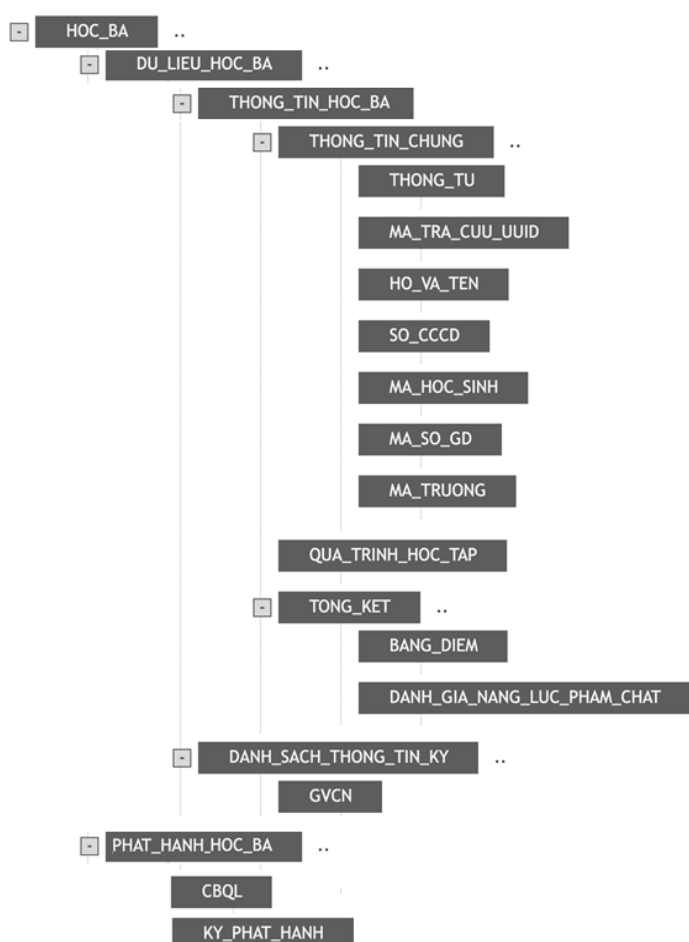 HOC_BA ..
DU_LIEU_HOC_BA ..
THONG_TIN_HOC_BA
THONG_TIN_CHUNG ..
THONG_TU
MA_TRA_CUU_UUID
HO_VA_TEN
SO_CCCD
MA_HOC_SINH
MA_SO_GD
MA_TRUONG
QUA_TRINH_HOC_TAP
TONG_KET ..
BANG_DIEM
DANH_GIA_NANG_LUC_PHAM_CHAT
DANH_SACH_THONG_TIN_KY ..
GVCN
PHAT_HANH_HOC_BA ..
CBQL
KY_PHAT_HANH